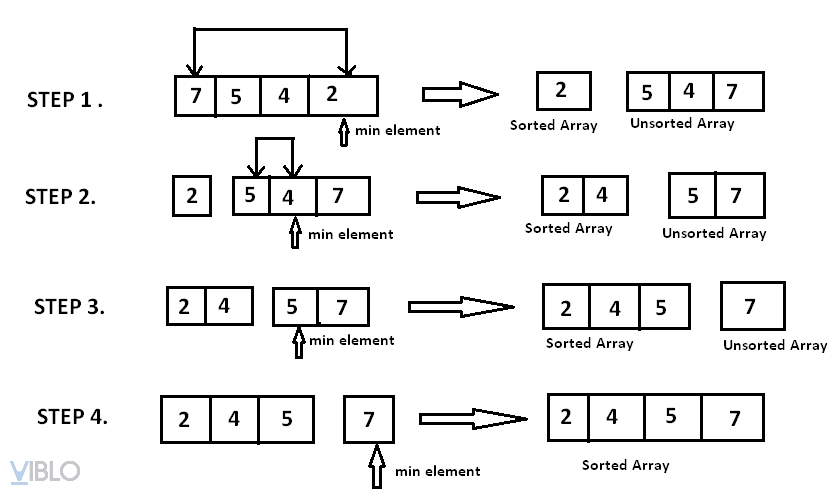 STEP 1 .
7 5 4 2
2
5 4 7
min element
Sorted Array
Unsorted Array
STEP 2.
2
5 4 7
2 4
5 7
min element
Sorted Array
Unsorted Array
STEP 3.
2 4
5 7
2 4 5
7
min element
Sorted Array
Unsorted Array
STEP 4.
2 4 5
7
2 4 5 7
min element
Sorted Array
VIBLO